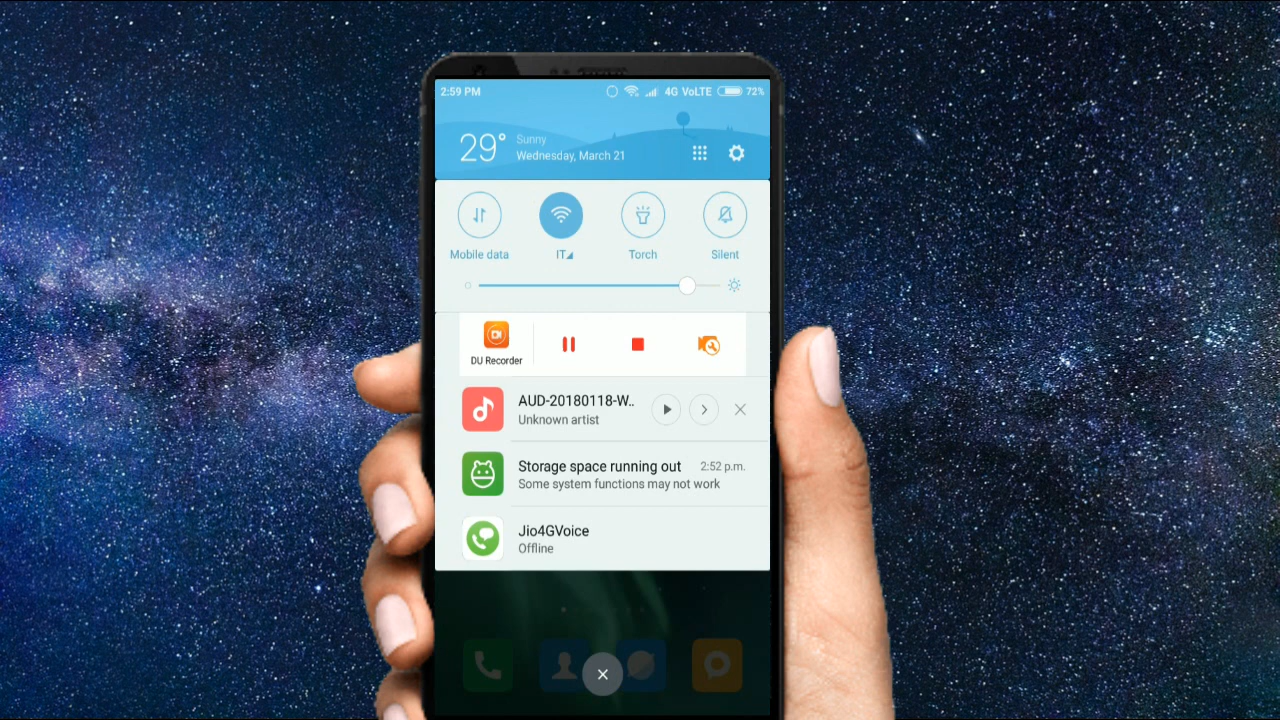 2:59 PM 4G VoLTE 72%
29° Sunny
Wednesday, March 21
Mobile data IT Torch Silent
DU Recorder
AUD-20180118-W..
Unknown artist
Storage space running out 2:52 p.m.
Some system functions may not work
Jio4GVoice
Offline